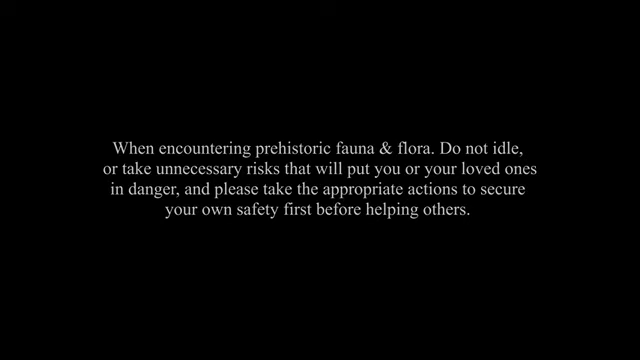 When encountering prehistoric fauna & flora. Do not idle,
or take unnecessary risks that will put you or your loved ones
in danger, and please take the appropriate actions to secure
your own safety first before helping others.